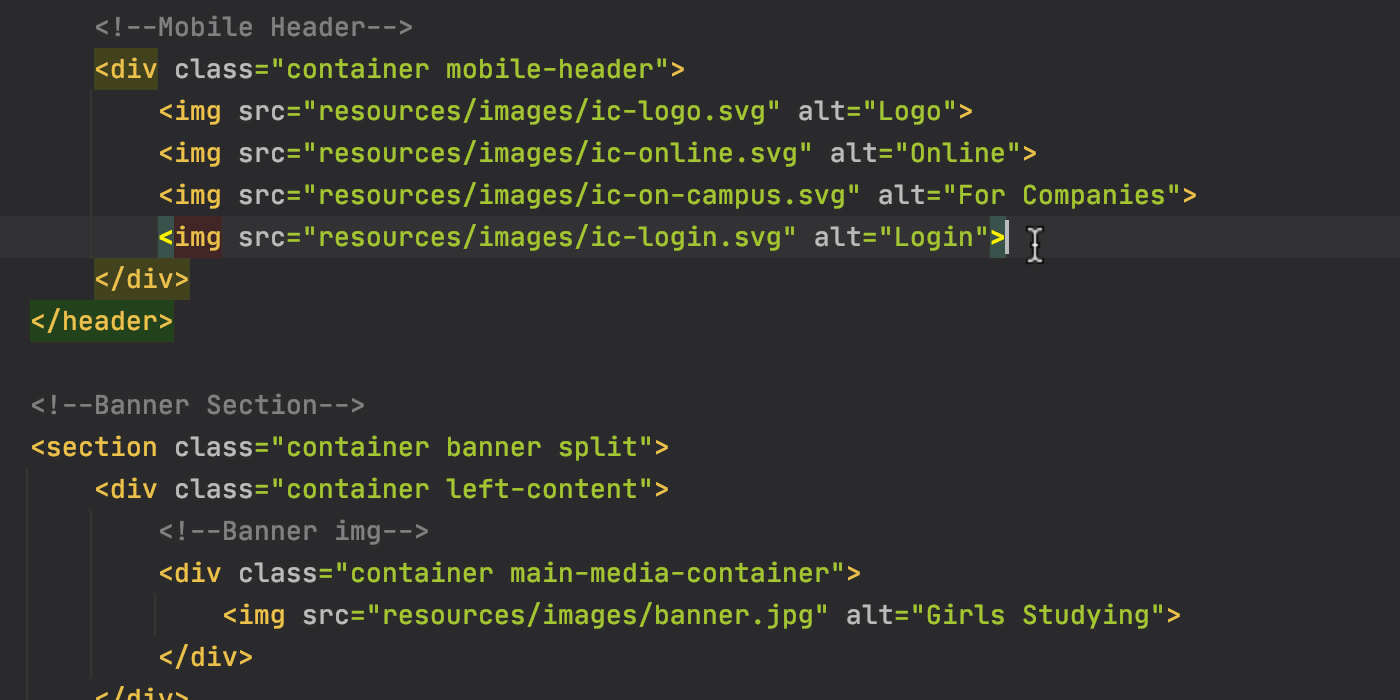 <!--Mobile Header-->
<div class="container mobile-header">
<img src="resources/images/ic-logo.svg" alt="Logo">
<img src="resources/images/ic-online.svg" alt="Online">
<img src="resources/images/ic-on-campus.svg" alt="For Companies">
<img src="resources/images/ic-login.svg" alt="Login">
</div>
</header>
<!--Banner Section-->
<section class="container banner split">
<div class="container left-content">
<!--Banner img-->
<div class="container main-media-container">
<img src="resources/images/banner.jpg" alt="Girls Studying">
</div>
</div>